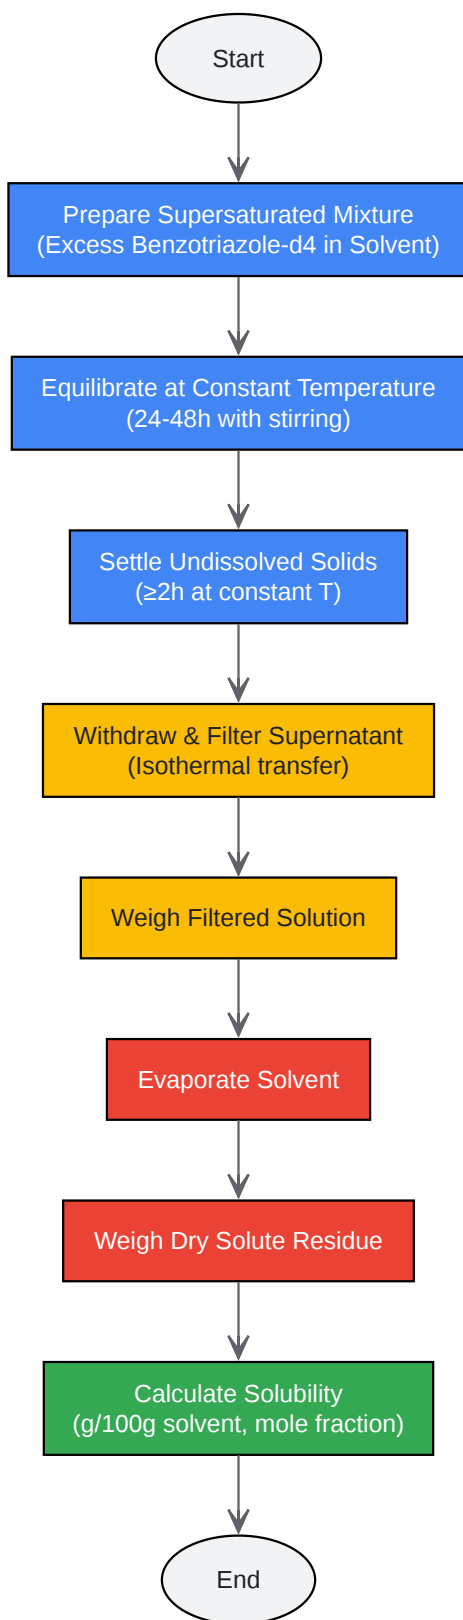 Start
Prepare Supersaturated Mixture
(Excess Benzotriazole-d4 in Solvent)
Equilibrate at Constant Temperature
(24-48h with stirring)
Settle Undissolved Solids
(≥2h at constant T)
Withdraw & Filter Supernatant
(Isothermal transfer)
Weigh Filtered Solution
Evaporate Solvent
Weigh Dry Solute Residue
Calculate Solubility
(g/100g solvent, mole fraction)
End